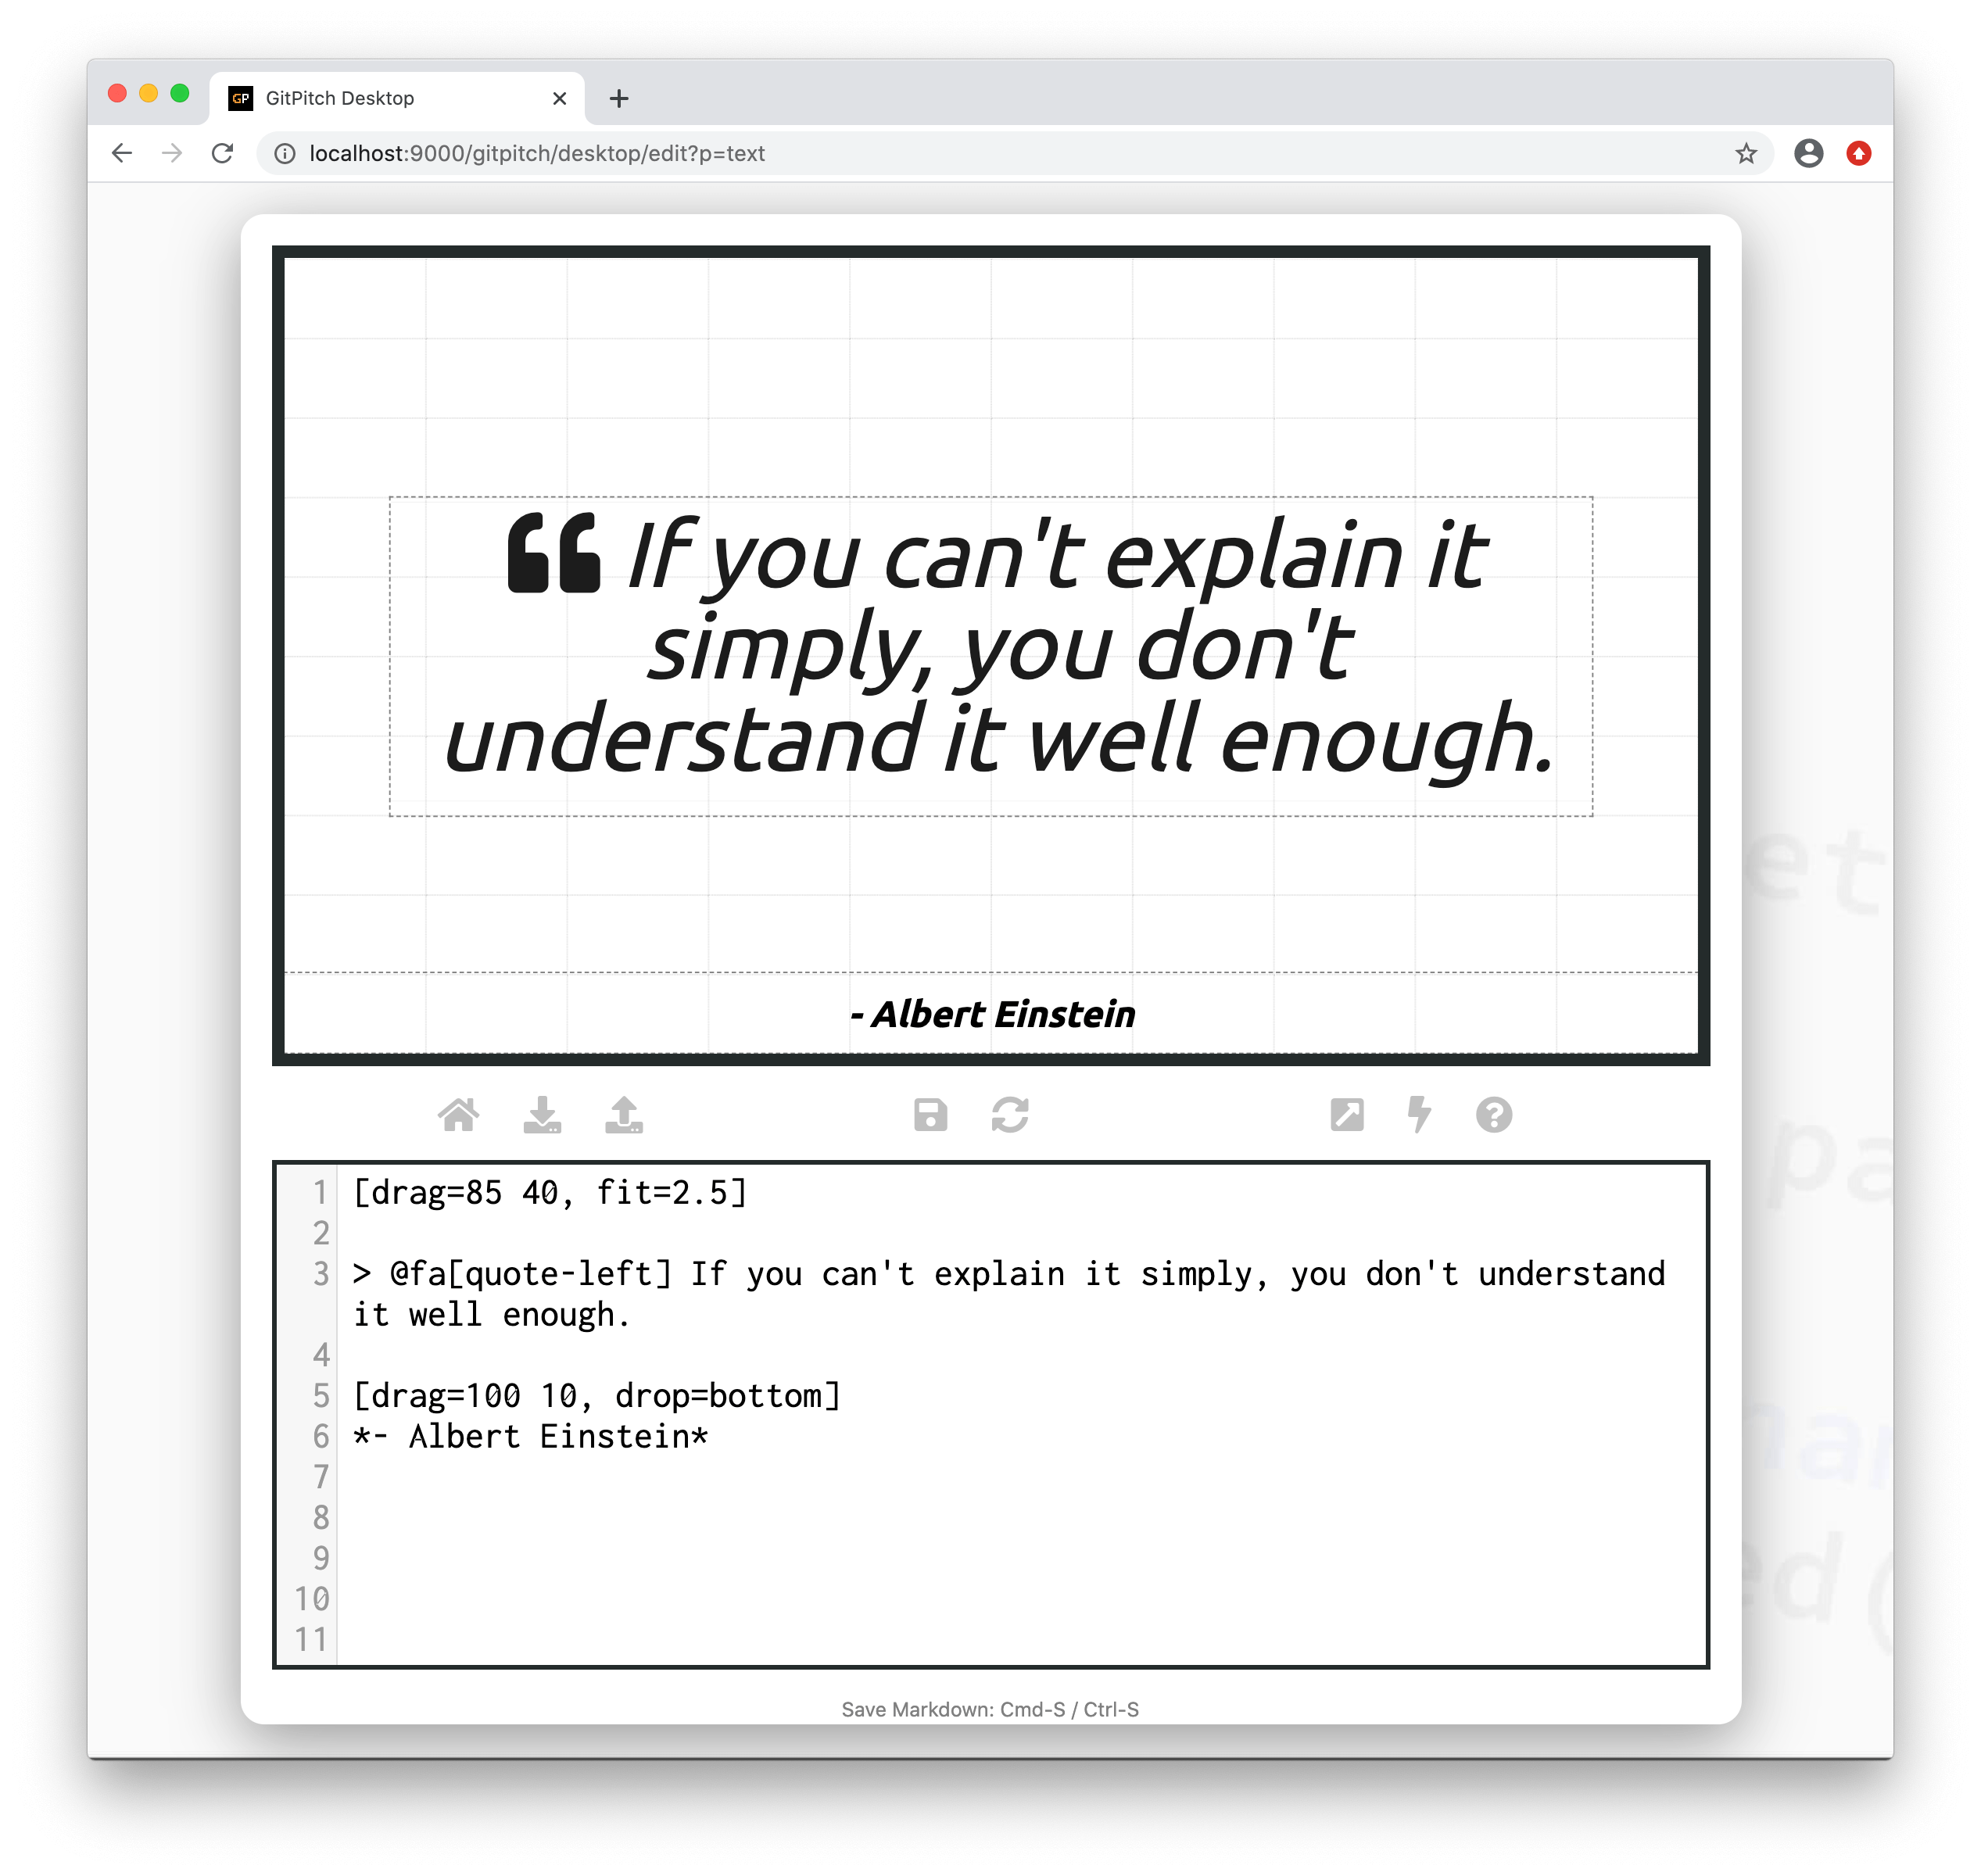 GP GitPitch Desktop
localhost:9000/gitpitch/desktop/edit?p=text
If you can't explain it
simply, you don't
understand it well enough.
- Albert Einstein
1 [drag=85 40, fit=2.5]
2
3 > @fa[quote-left] If you can't explain it simply, you don't understand
it well enough.
4
5 [drag=100 10, drop=bottom]
6 *- Albert Einstein*
7
8
9
10
11
Save Markdown: Cmd-S / Ctrl-S